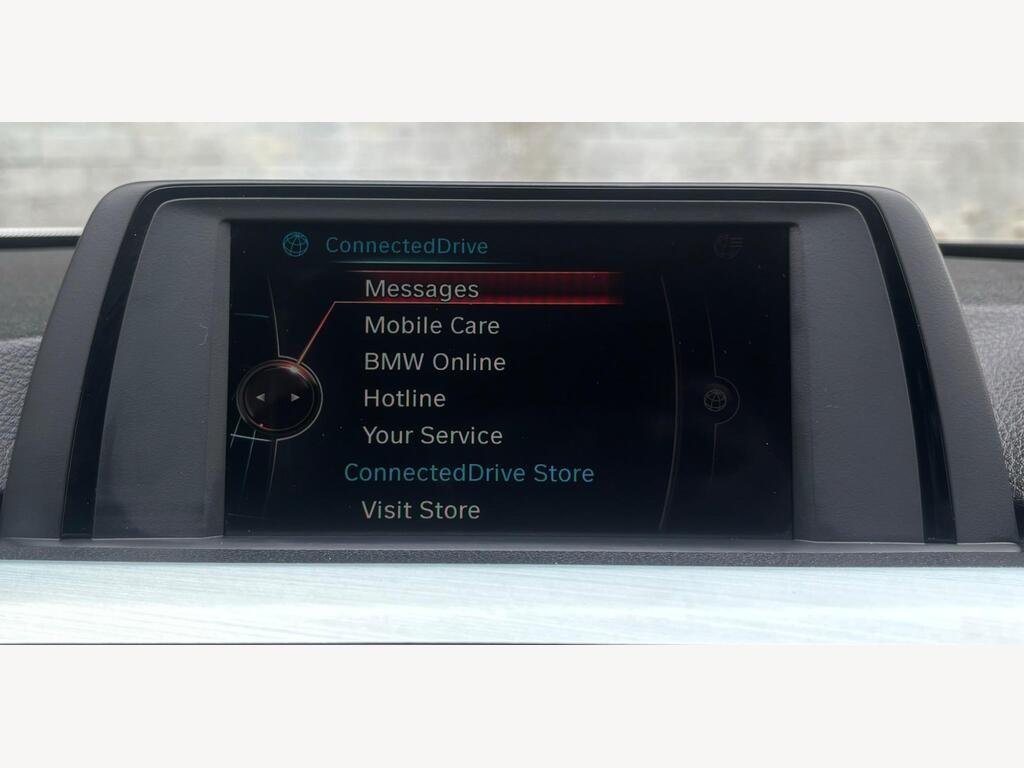 ConnectedDrive
Messages
Mobile Care
BMW Online
Hotline
Your Service
ConnectedDrive Store
Visit Store